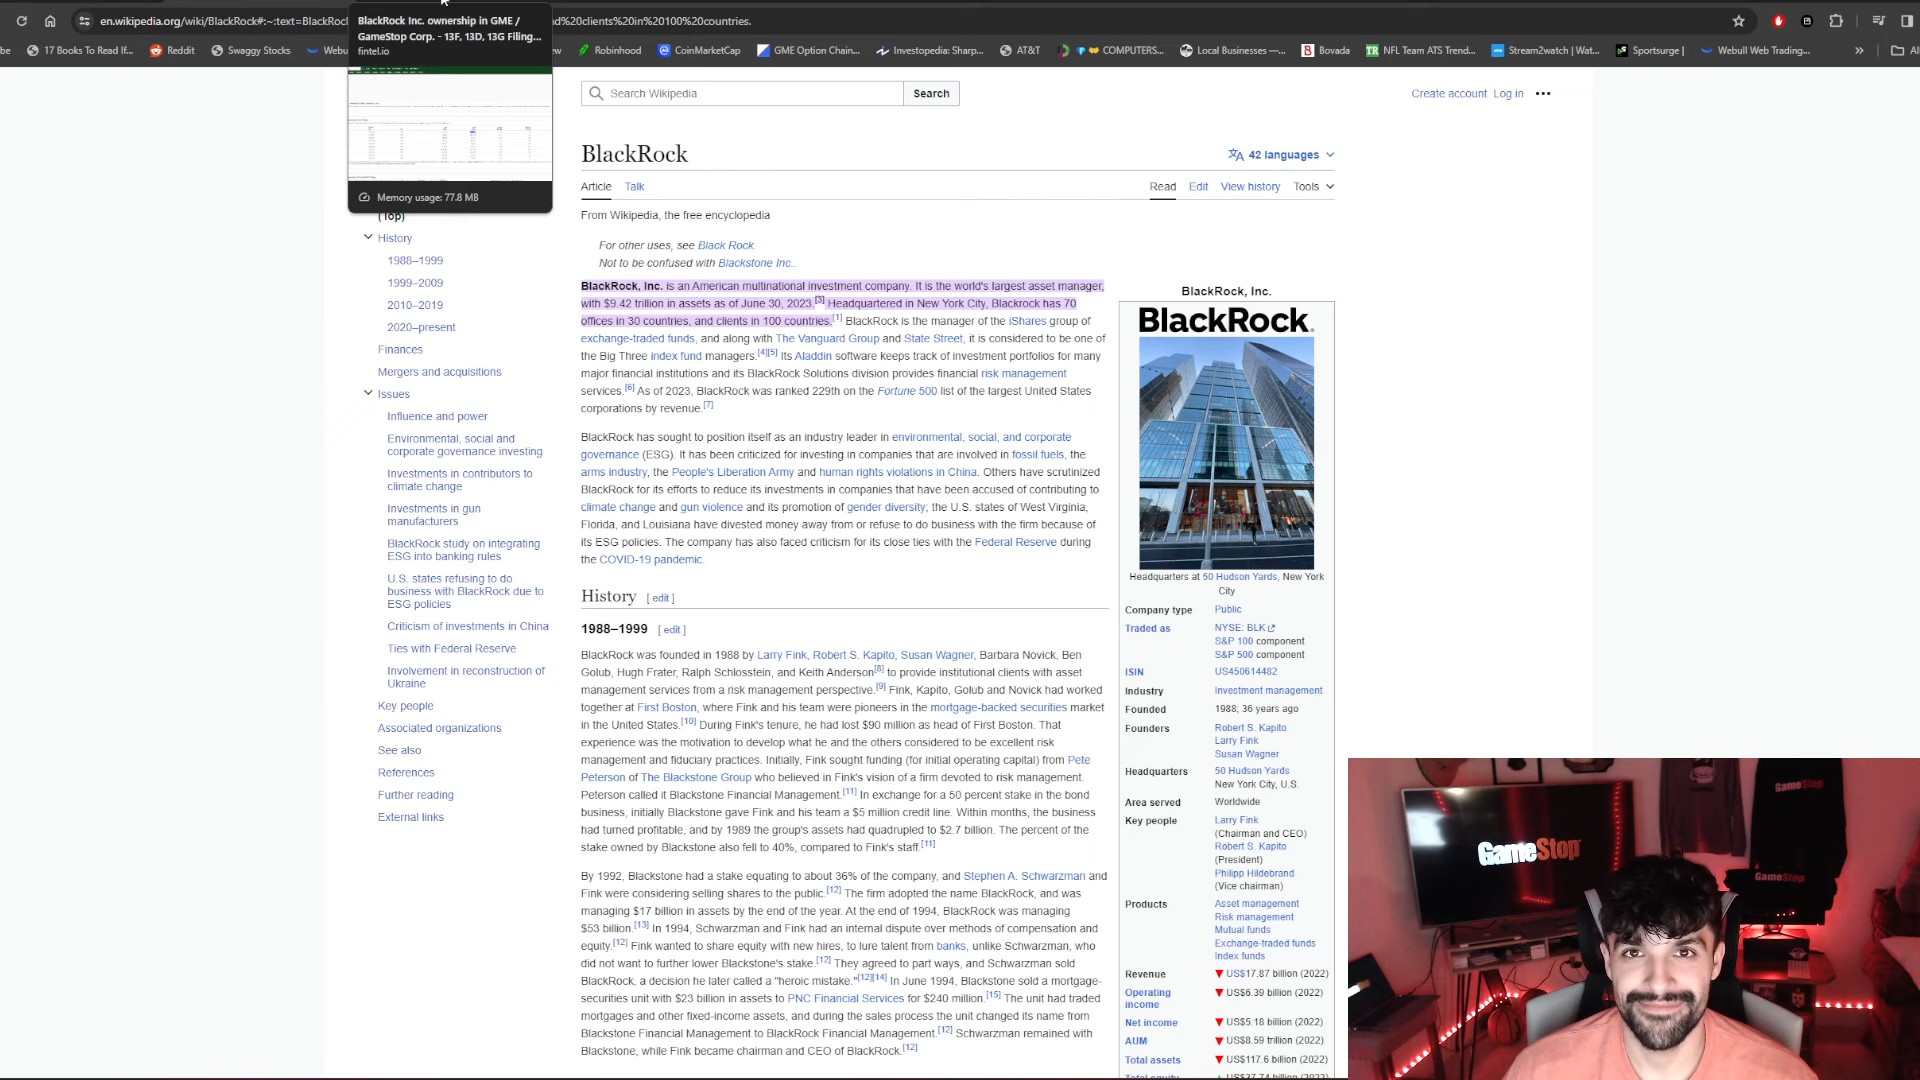 BlackRock Inc. ownership in GME /
GameStop Corp. - 13F, 13D, 13G Filing...
fintel.io
Memory usage: 77.8 MB
en.wikipedia.org/wiki/BlackRock#:~:text=BlackRoc
d%20clients%20in%20100%20countries.
17 Books To Read If... Reddit Swaggy Stocks Robinhood CoinMarketCap GME Option Chain... Investopedia: Sharp... AT&T COMPUTERS... Local Businesses —... Bovada NFL Team ATS Trend... Stream2watch | Wat... Sportsurge | Webull Web Trading... »
Search Wikipedia Search Create account Log in •••
BlackRock 42 languages
Article Talk Read Edit View history Tools
From Wikipedia, the free encyclopedia
For other uses, see Black Rock.
Not to be confused with Blackstone Inc..
(Top)
History
1988–1999
1999–2009
2010–2019
2020–present
Finances
Mergers and acquisitions
Issues
Influence and power
Environmental, social and
corporate governance investing
Investments in contributors to
climate change
Investments in gun
manufacturers
BlackRock study on integrating
ESG into banking rules
U.S. states refusing to do
business with BlackRock due to
ESG policies
Criticism of investments in China
Ties with Federal Reserve
Involvement in reconstruction of
Ukraine
Key people
Associated organizations
See also
References
Further reading
External links
BlackRock, Inc. is an American multinational investment company. It is the world's largest asset manager,
with $9.42 trillion in assets as of June 30, 2023.[3] Headquartered in New York City, Blackrock has 70
offices in 30 countries, and clients in 100 countries.[1] BlackRock is the manager of the iShares group of
exchange-traded funds, and along with The Vanguard Group and State Street, it is considered to be one of
the Big Three index fund managers.[4][5] Its Aladdin software keeps track of investment portfolios for many
major financial institutions and its BlackRock Solutions division provides financial risk management
services.[6] As of 2023, BlackRock was ranked 229th on the Fortune 500 list of the largest United States
corporations by revenue.[7]
BlackRock has sought to position itself as an industry leader in environmental, social, and corporate
governance (ESG). It has been criticized for investing in companies that are involved in fossil fuels, the
arms industry, the People's Liberation Army and human rights violations in China. Others have scrutinized
BlackRock for its efforts to reduce its investments in companies that have been accused of contributing to
climate change and gun violence and its promotion of gender diversity; the U.S. states of West Virginia,
Florida, and Louisiana have divested money away from or refuse to do business with the firm because of
its ESG policies. The company has also faced criticism for its close ties with the Federal Reserve during
the COVID-19 pandemic.
History [ edit ]
1988–1999 [ edit ]
BlackRock was founded in 1988 by Larry Fink, Robert S. Kapito, Susan Wagner, Barbara Novick, Ben
Golub, Hugh Frater, Ralph Schlosstein, and Keith Anderson[8] to provide institutional clients with asset
management services from a risk management perspective.[9] Fink, Kapito, Golub and Novick had worked
together at First Boston, where Fink and his team were pioneers in the mortgage-backed securities market
in the United States.[10] During Fink's tenure, he had lost $90 million as head of First Boston. That
experience was the motivation to develop what he and the others considered to be excellent risk
management and fiduciary practices. Initially, Fink sought funding (for initial operating capital) from Pete
Peterson of The Blackstone Group who believed in Fink's vision of a firm devoted to risk management.
Peterson called it Blackstone Financial Management.[11] In exchange for a 50 percent stake in the bond
business, initially Blackstone gave Fink and his team a $5 million credit line. Within months, the business
had turned profitable, and by 1989 the group's assets had quadrupled to $2.7 billion. The percent of the
stake owned by Blackstone also fell to 40%, compared to Fink's staff.[11]
By 1992, Blackstone had a stake equating to about 36% of the company, and Stephen A. Schwarzman and
Fink were considering selling shares to the public.[12] The firm adopted the name BlackRock, and was
managing $17 billion in assets by the end of the year. At the end of 1994, BlackRock was managing
$53 billion.[13] In 1994, Schwarzman and Fink had an internal dispute over methods of compensation and
equity.[12] Fink wanted to share equity with new hires, to lure talent from banks, unlike Schwarzman, who
did not want to further lower Blackstone's stake.[12] They agreed to part ways, and Schwarzman sold
BlackRock, a decision he later called a "heroic mistake."[12][14] In June 1994, Blackstone sold a mortgage-
securities unit with $23 billion in assets to PNC Financial Services for $240 million.[15] The unit had traded
mortgages and other fixed-income assets, and during the sales process the unit changed its name from
Blackstone Financial Management to BlackRock Financial Management.[12] Schwarzman remained with
Blackstone, while Fink became chairman and CEO of BlackRock.[12]
BlackRock, Inc.
BlackRock.
Headquarters at 50 Hudson Yards, New York
City
Company type Public
Traded as NYSE: BLK
S&P 100 component
S&P 500 component
ISIN US450614482
Industry Investment management
Founded 1988; 36 years ago
Founders Robert S. Kapito
Larry Fink
Susan Wagner
Headquarters 50 Hudson Yards
New York City, U.S.
Area served Worldwide
Key people Larry Fink
(Chairman and CEO)
Robert S. Kapito
(President)
Philipp Hildebrand
(Vice chairman)
Products Asset management
Risk management
Mutual funds
Exchange-traded funds
Index funds
Revenue ▼ US$17.87 billion (2022)
Operating
income ▼ US$6.39 billion (2022)
Net income ▼ US$5.18 billion (2022)
AUM ▼ US$8.59 trillion (2022)
Total assets ▼ US$117.6 billion (2022)
Total equity US$37.74 billion (2022)
GameStop
GameStop
GameStop